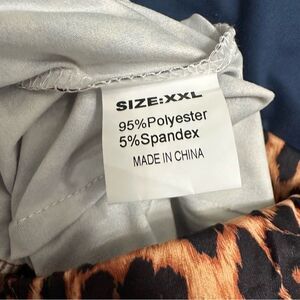 SIZE:XXL
95%Polyester
5%Spandex
MADE IN CHINA